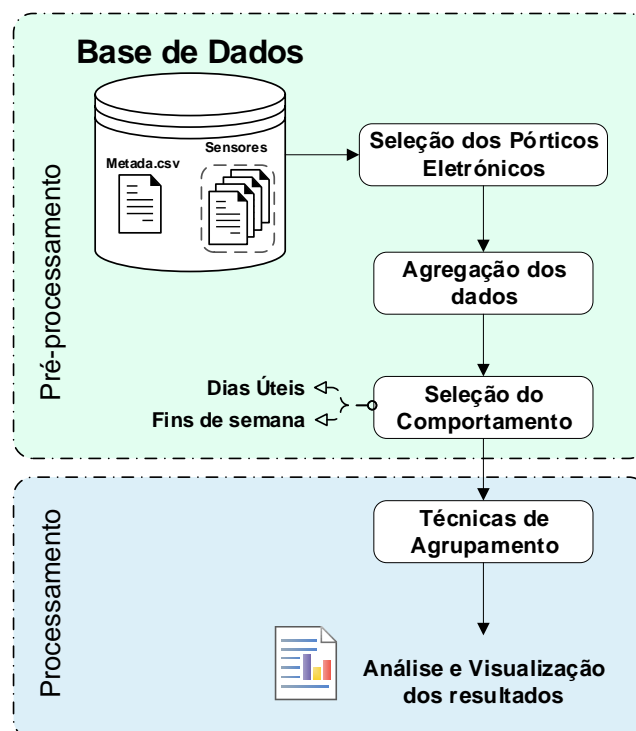 Base de Dados
Sensores
Metada.csv
Seleção dos Pórticos
Eletrónicos
Agregação dos
dados
Seleção do
Comportamento
Dias Úteis
Fins de semana
Pré-processamento
Técnicas de
Agrupamento
Análise e Visualização
dos resultados
Processamento